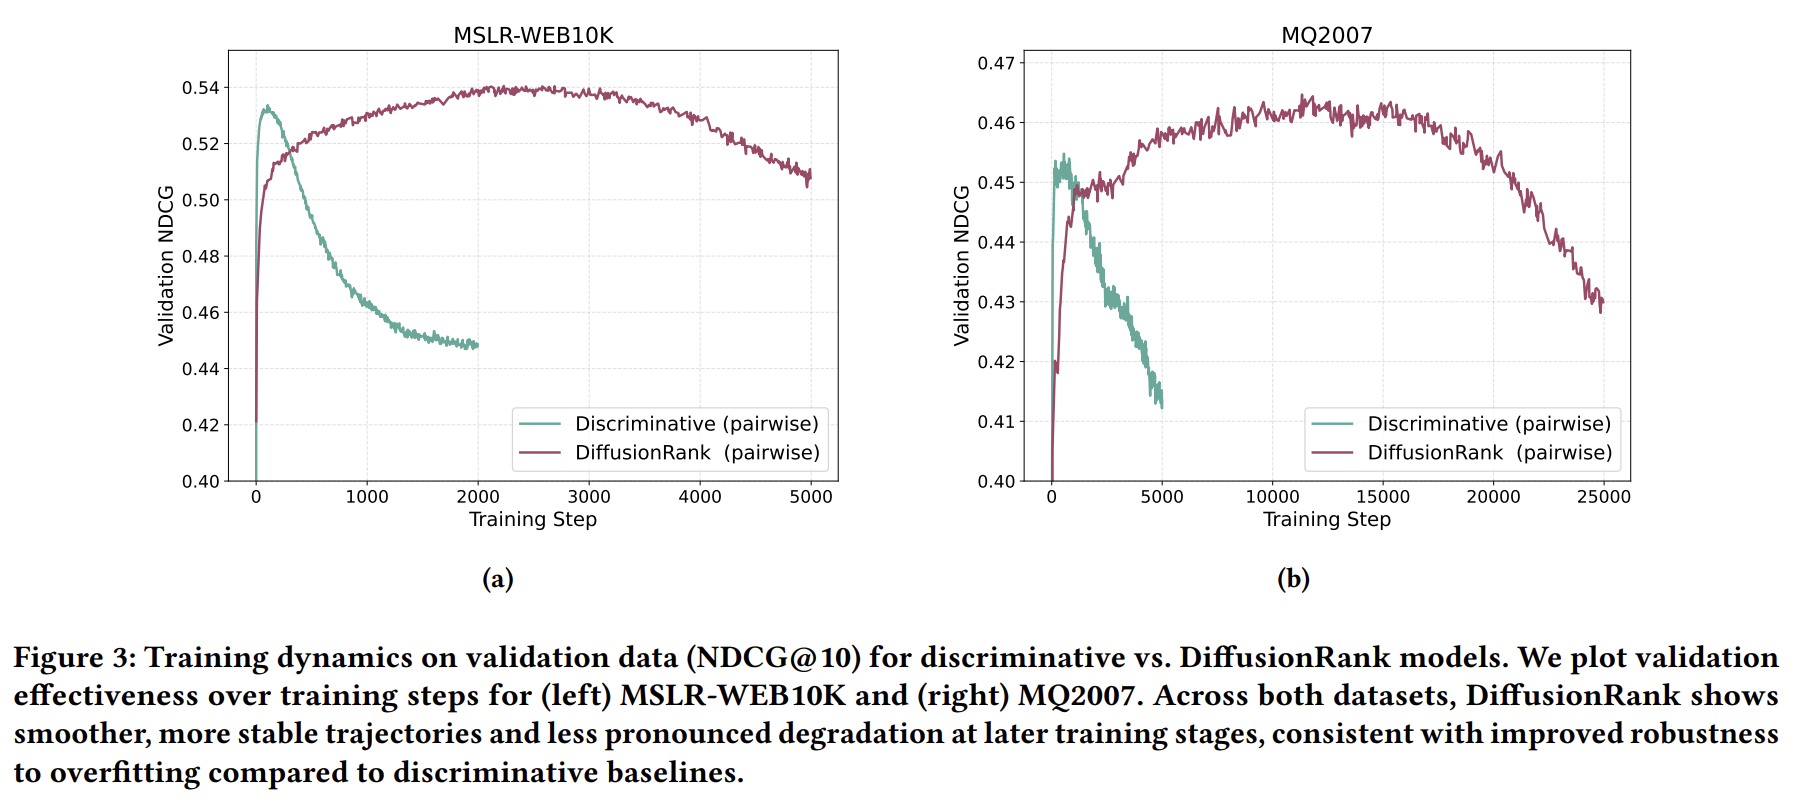 MSLR-WEB10K
Validation NDCG
0.54
0.52
0.50
0.48
0.46
0.44
0.42
0.40
0 1000 2000 3000 4000 5000
Training Step
Discriminative (pairwise)
DiffusionRank (pairwise)
(a)
MQ2007
Validation NDCG
0.47
0.46
0.45
0.44
0.43
0.42
0.41
0.40
0 5000 10000 15000 20000 25000
Training Step
Discriminative (pairwise)
DiffusionRank (pairwise)
(b)
Figure 3: Training dynamics on validation data (NDCG@10) for discriminative vs. DiffusionRank models. We plot validation
effectiveness over training steps for (left) MSLR-WEB10K and (right) MQ2007. Across both datasets, DiffusionRank shows
smoother, more stable trajectories and less pronounced degradation at later training stages, consistent with improved robustness
to overfitting compared to discriminative baselines.